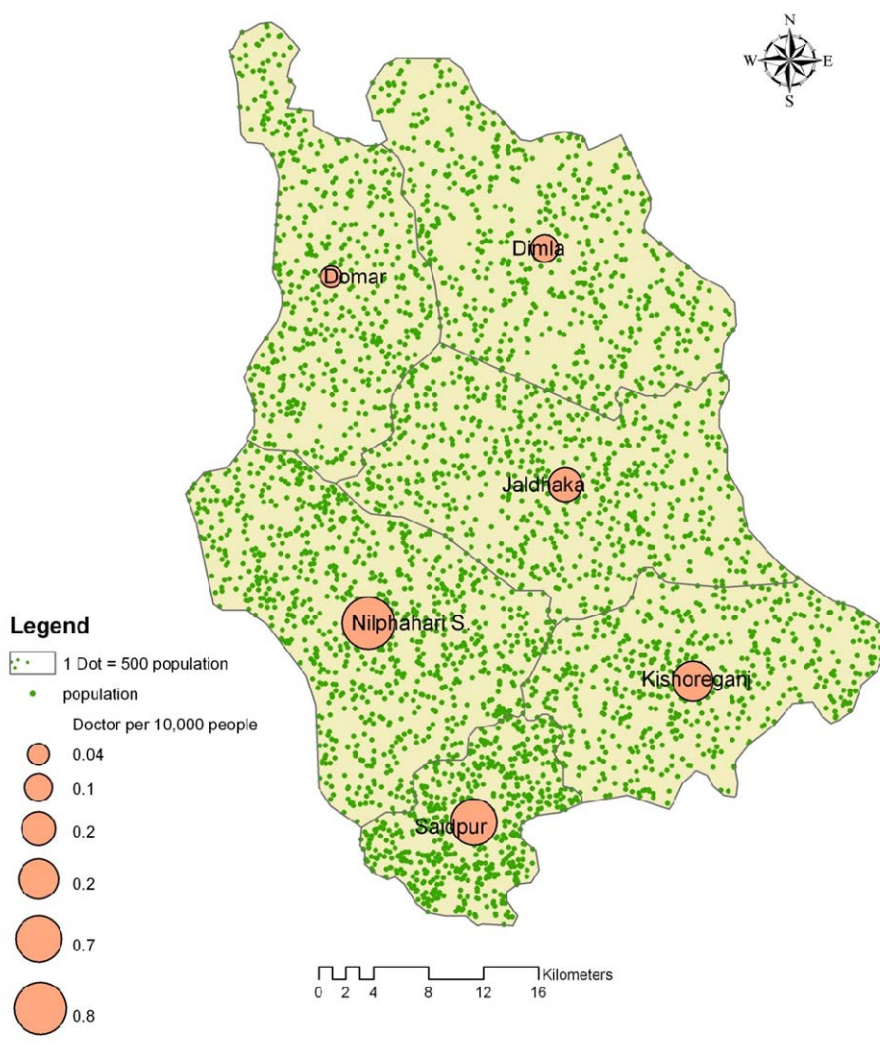 N
W E
S
Dimla
Domar
Jaldhaka
Nilphahari S.
Kishoreganj
Saidpur
Legend
1 Dot = 500 population
population
Doctor per 10,000 people
0.04
0.1
0.2
0.2
0.7
0.8
Kilometers
0 2 4 8 12 16